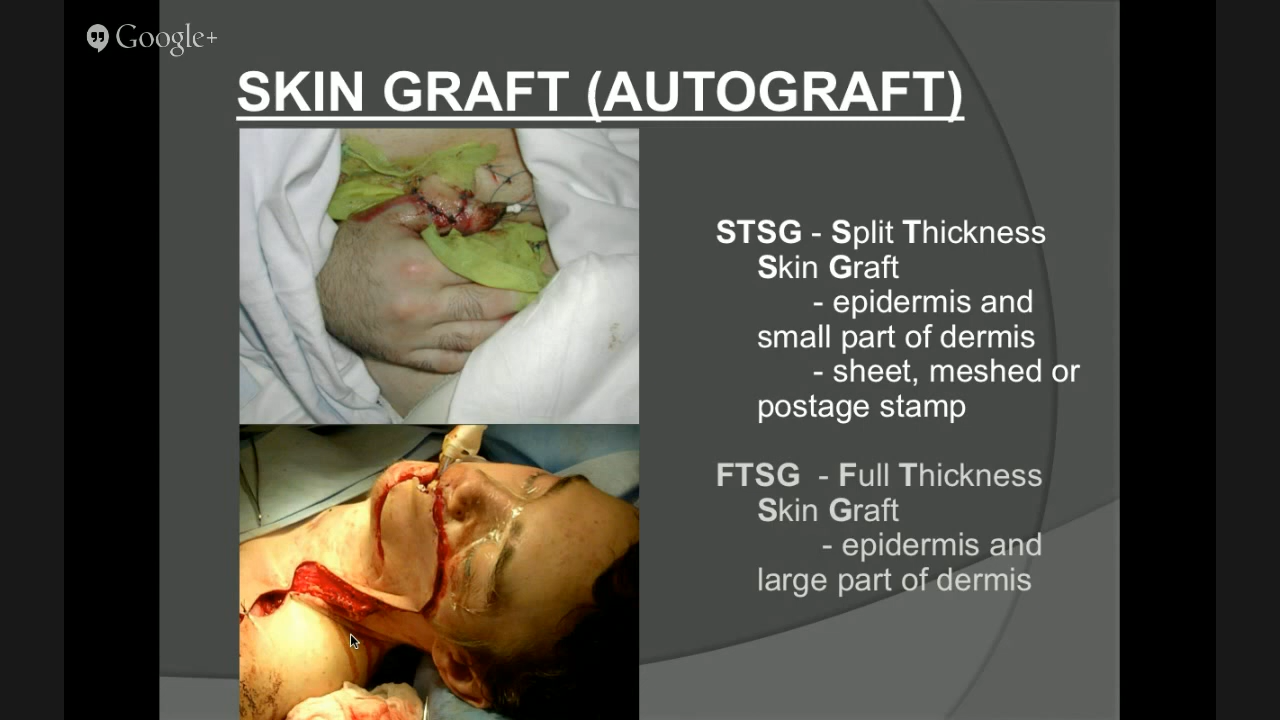 Google+
SKIN GRAFT (AUTOGRAFT)
STSG - Split Thickness
Skin Graft
- epidermis and
small part of dermis
- sheet, meshed or
postage stamp
FTSG - Full Thickness
Skin Graft
- epidermis and
large part of dermis